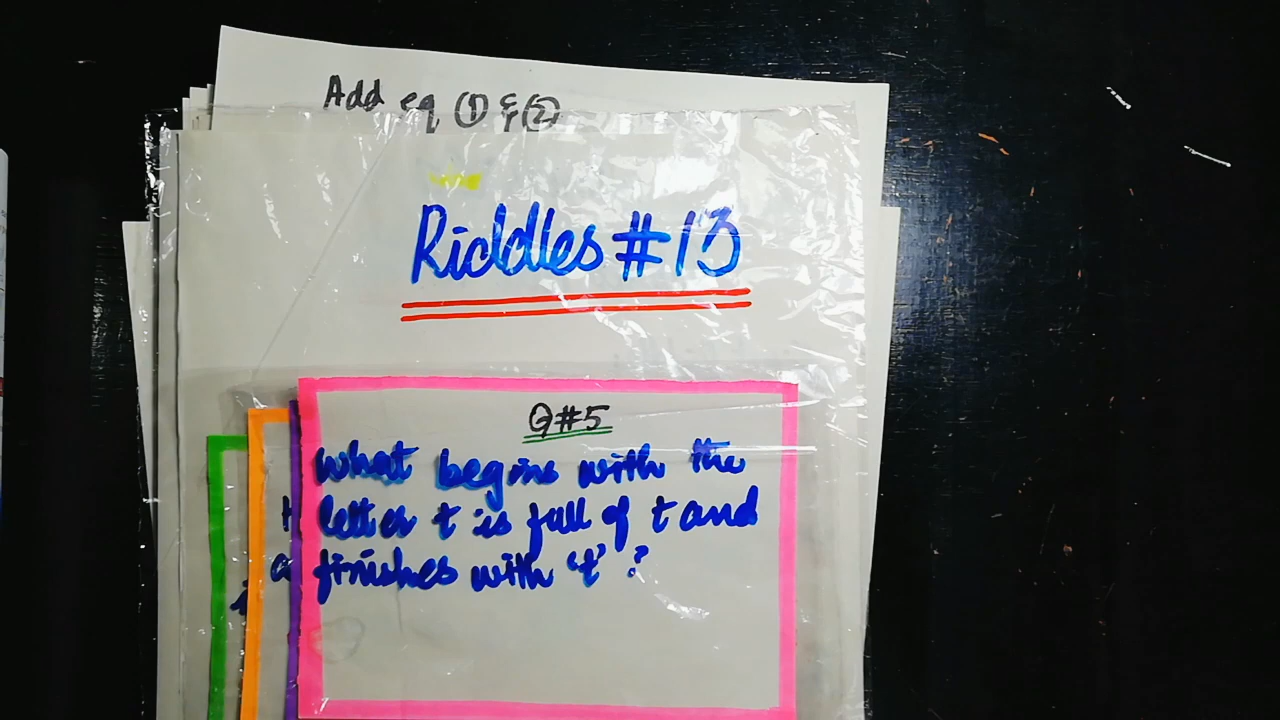 Add eq ① & ②
Riddles #13
Q#5
What begins with the
letter t is full of t and
finishes with 't' ?